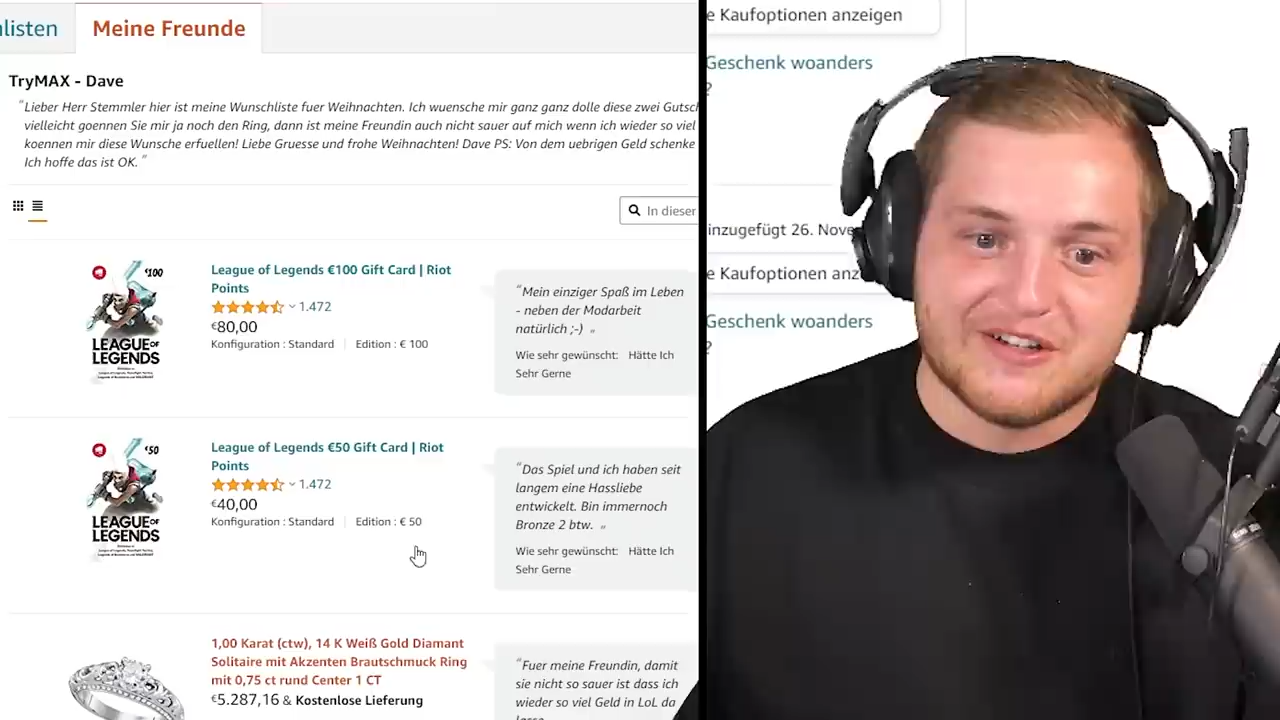 listen
Meine Freunde
TryMAX - Dave
"Lieber Herr Stemmler hier ist meine Wunschliste fuer Weihnachten. Ich wuensche mir ganz ganz dolle diese zwei Gutsch
vielleicht goennen Sie mir ja noch den Ring, dann ist meine Freundin auch nicht sauer auf mich wenn ich wieder so viel
koennen mir diese Wunsche erfuellen! Liebe Gruesse und frohe Weihnachten! Dave PS: Von dem uebrigen Geld schenke
Ich hoffe das ist OK. "
In dieser
€100
LEAGUE OF
LEGENDS
League of Legends €100 Gift Card | Riot
Points
1.472
€80,00
Konfiguration : Standard | Edition : € 100
"Mein einziger Spaß im Leben
- neben der Modarbeit
natürlich ;-) "
Wie sehr gewünscht: Hätte Ich
Sehr Gerne
€50
LEAGUE OF
LEGENDS
League of Legends €50 Gift Card | Riot
Points
1.472
€40,00
Konfiguration : Standard | Edition : € 50
"Das Spiel und ich haben seit
langem eine Hassliebe
entwickelt. Bin immernoch
Bronze 2 btw. "
Wie sehr gewünscht: Hätte Ich
Sehr Gerne
1,00 Karat (ctw), 14 K Weiß Gold Diamant
Solitaire mit Akzenten Brautschmuck Ring
mit 0,75 ct rund Center 1 CT
€5.287,16 & Kostenlose Lieferung
"Fuer meine Freundin, damit
sie nicht so sauer ist dass ich
wieder so viel Geld in LoL da
e Kaufoptionen anzeigen
Geschenk woanders
?
inzugefügt 26. Nove
e Kaufoptionen anz
Geschenk woanders
?